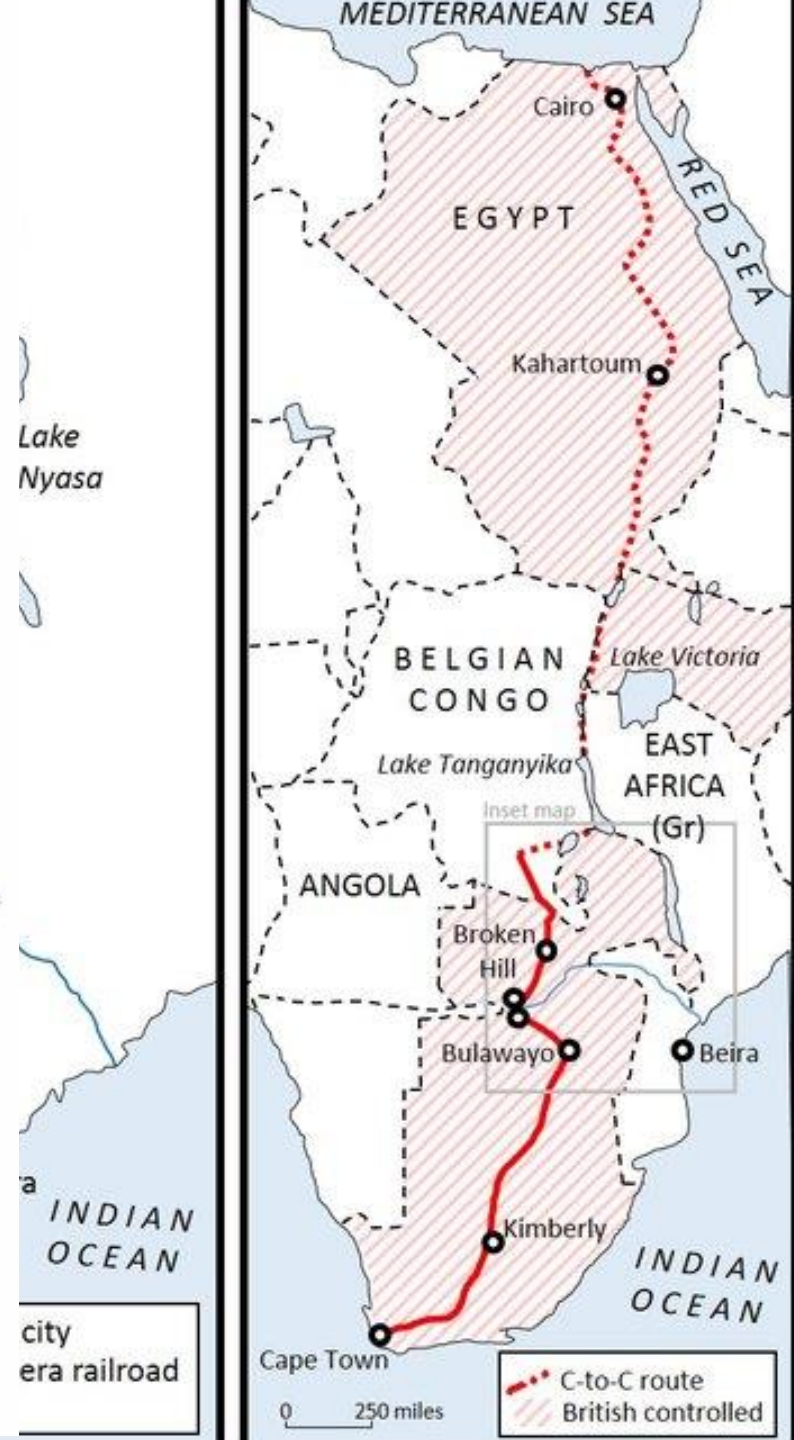 Lake
Nyasa
INDIAN
OCEAN
city
era railroad
MEDITERRANEAN SEA
Cairo
EGYPT
RED SEA
Kahartoum
BELGIAN
CONGO
Lake Victoria
Lake Tanganyika
EAST
AFRICA
(Gr)
Inset map
ANGOLA
Broken
Hill
Bulawayo
Beira
Kimberly
INDIAN
OCEAN
Cape Town
0 250 miles
C-to-C route
British controlled